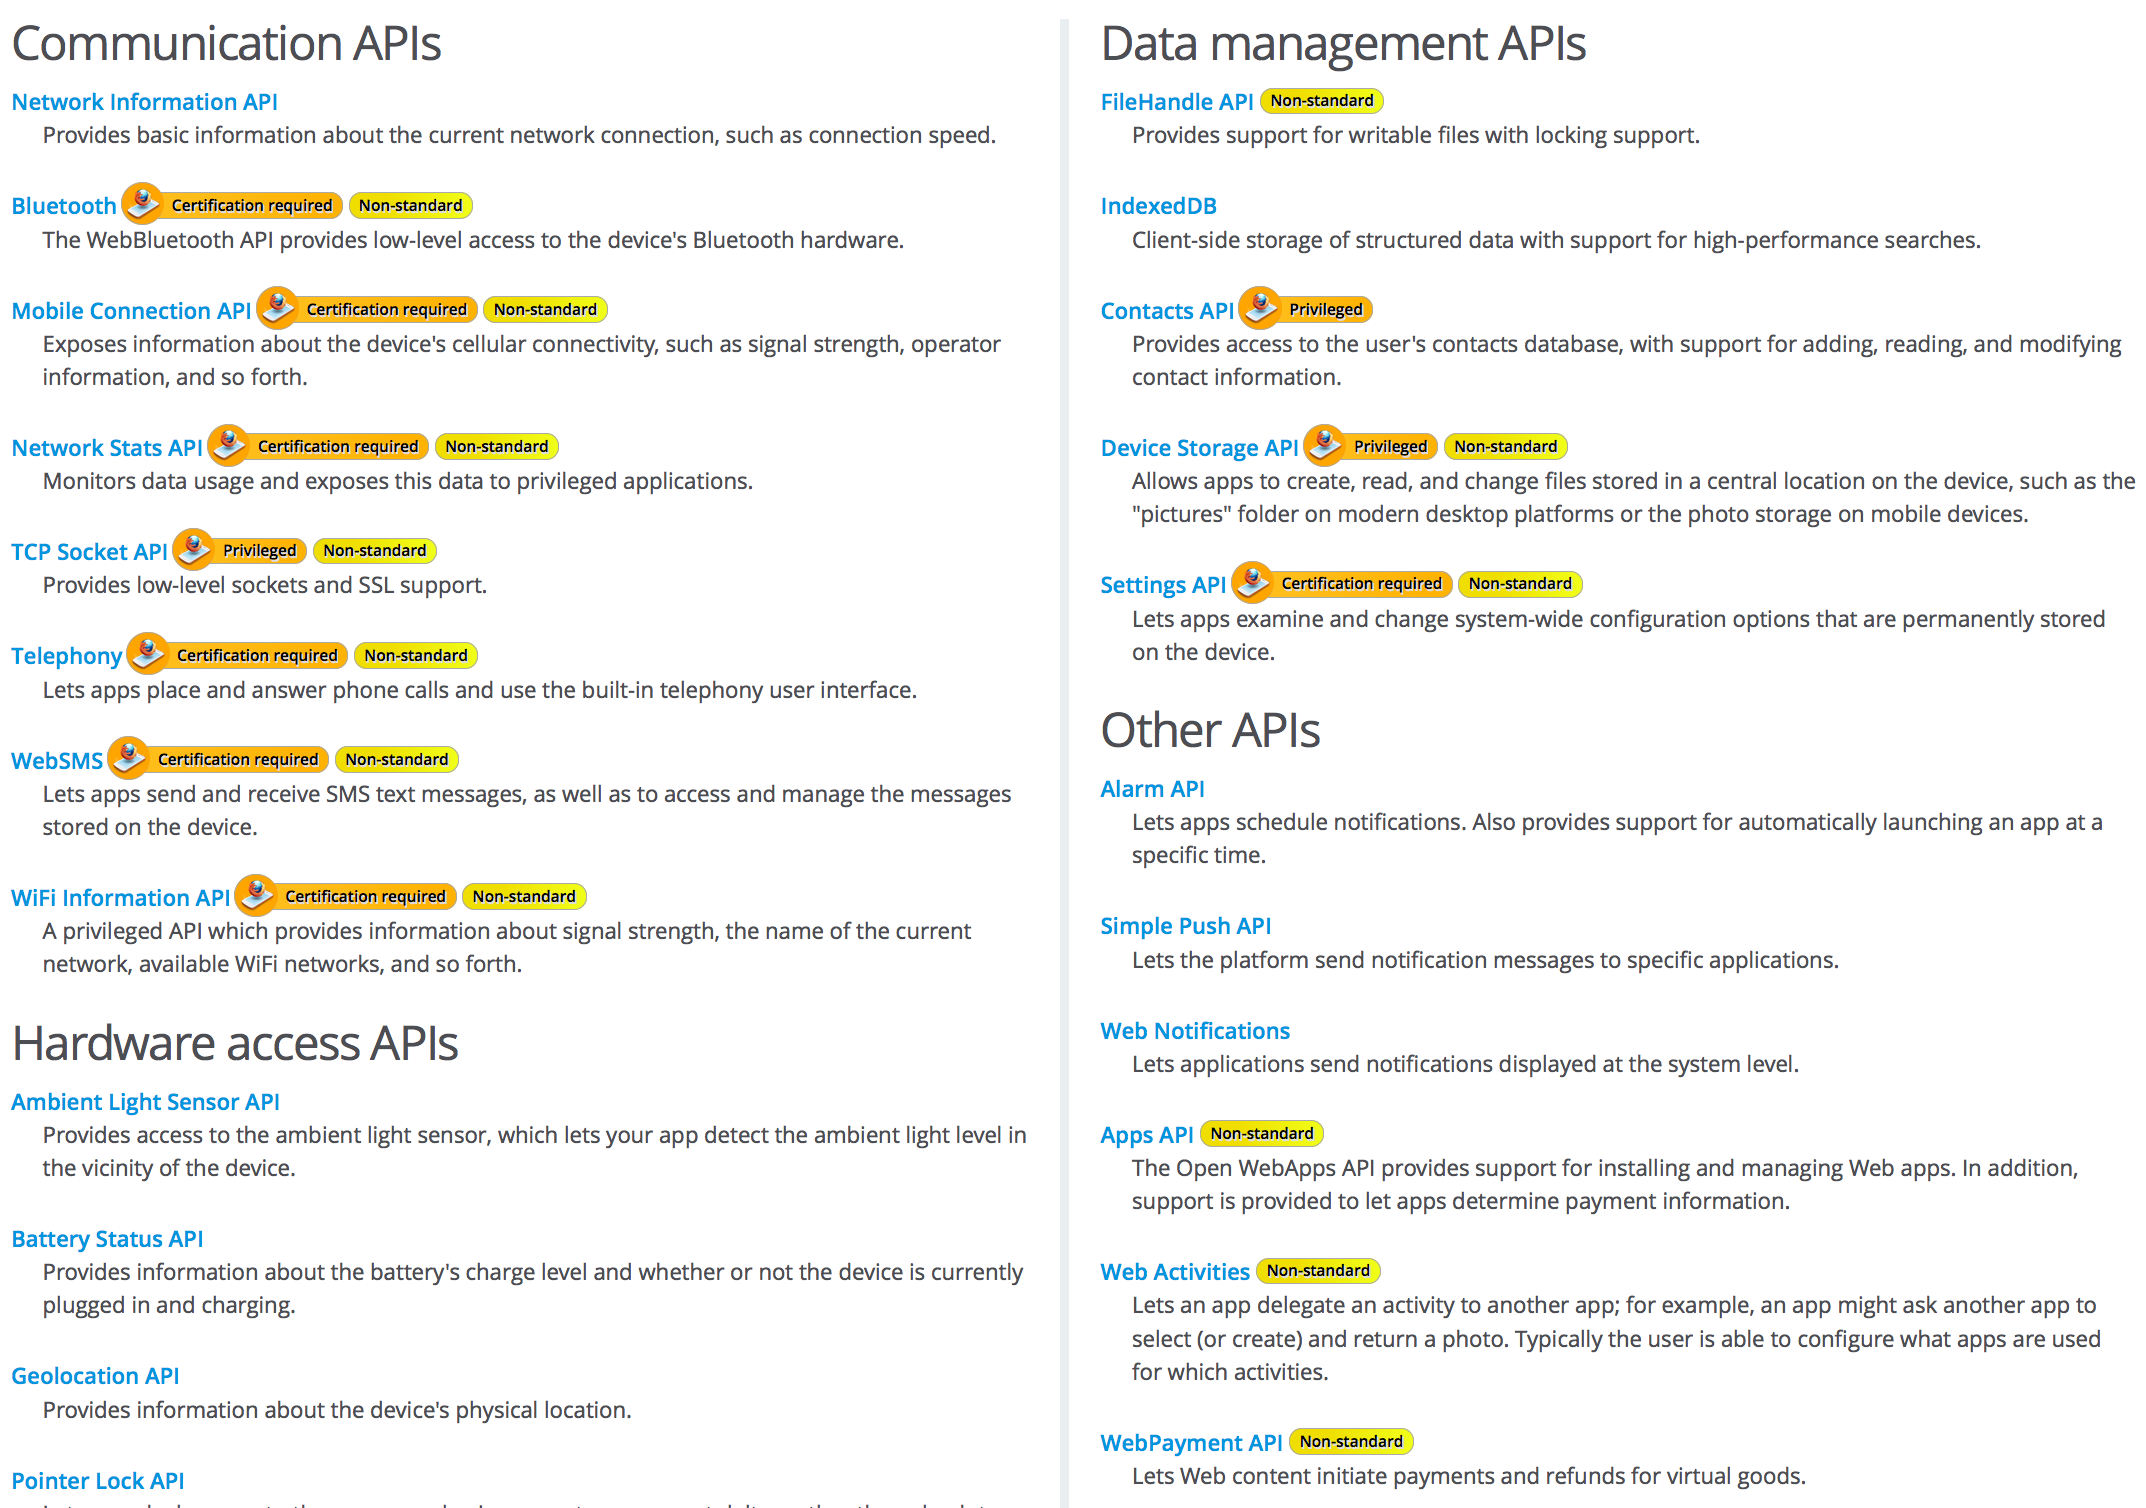 Communication APIs
Network Information API
Provides basic information about the current network connection, such as connection speed.
Bluetooth Certification required Non-standard
The WebBluetooth API provides low-level access to the device's Bluetooth hardware.
Mobile Connection API Certification required Non-standard
Exposes information about the device's cellular connectivity, such as signal strength, operator
information, and so forth.
Network Stats API Certification required Non-standard
Monitors data usage and exposes this data to privileged applications.
TCP Socket API Privileged Non-standard
Provides low-level sockets and SSL support.
Telephony Certification required Non-standard
Lets apps place and answer phone calls and use the built-in telephony user interface.
WebSMS Certification required Non-standard
Lets apps send and receive SMS text messages, as well as to access and manage the messages
stored on the device.
WiFi Information API Certification required Non-standard
A privileged API which provides information about signal strength, the name of the current
network, available WiFi networks, and so forth.
Hardware access APIs
Ambient Light Sensor API
Provides access to the ambient light sensor, which lets your app detect the ambient light level in
the vicinity of the device.
Battery Status API
Provides information about the battery's charge level and whether or not the device is currently
plugged in and charging.
Geolocation API
Provides information about the device's physical location.
Pointer Lock API
Data management APIs
FileHandle API Non-standard
Provides support for writable files with locking support.
IndexedDB
Client-side storage of structured data with support for high-performance searches.
Contacts API Privileged
Provides access to the user's contacts database, with support for adding, reading, and modifying
contact information.
Device Storage API Privileged Non-standard
Allows apps to create, read, and change files stored in a central location on the device, such as the
"pictures" folder on modern desktop platforms or the photo storage on mobile devices.
Settings API Certification required Non-standard
Lets apps examine and change system-wide configuration options that are permanently stored
on the device.
Other APIs
Alarm API
Lets apps schedule notifications. Also provides support for automatically launching an app at a
specific time.
Simple Push API
Lets the platform send notification messages to specific applications.
Web Notifications
Lets applications send notifications displayed at the system level.
Apps API Non-standard
The Open WebApps API provides support for installing and managing Web apps. In addition,
support is provided to let apps determine payment information.
Web Activities Non-standard
Lets an app delegate an activity to another app; for example, an app might ask another app to
select (or create) and return a photo. Typically the user is able to configure what apps are used
for which activities.
WebPayment API Non-standard
Lets Web content initiate payments and refunds for virtual goods.